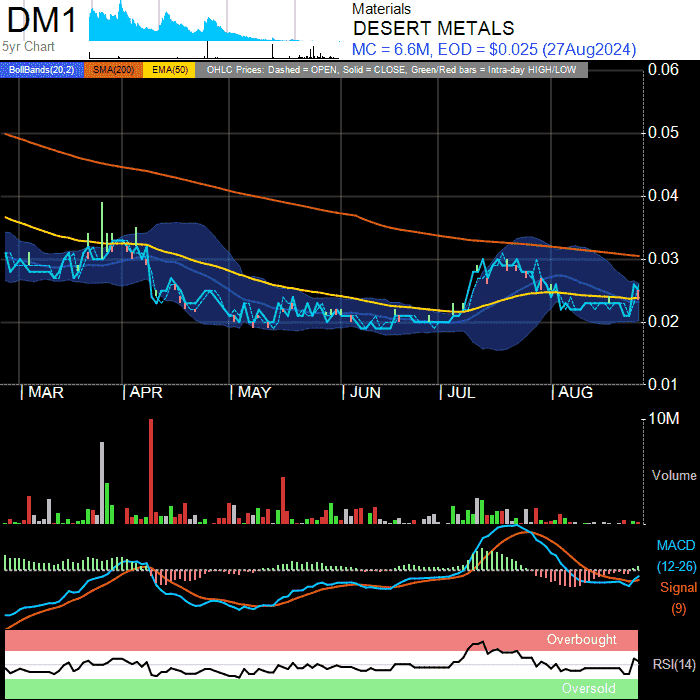 DM1
5yr Chart
Materials
DESERT METALS
MC = 6.6M, EOD = $0.025 (27Aug2024)
BollBands(20,2) SMA(200) EMA(50) OHLC Prices: Dashed = OPEN, Solid = CLOSE, Green/Red bars = Intra-day HIGH/LOW
0.06
0.05
0.04
0.03
0.02
0.01
MAR APR MAY JUN JUL AUG
10M
Volume
MACD
(12-26)
Signal
(9)
Overbought
RSI(14)
Oversold